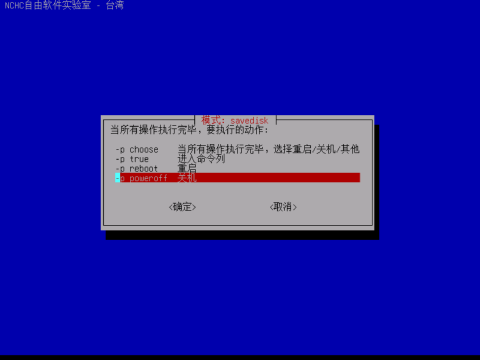 NCHC自由软件实验室 - 台湾
模式: savedisk
当所有操作执行完毕，要执行的动作:
-p choose 当所有操作执行完毕，选择重启/关机/其他
-p true 进入命令列
-p reboot 重启
-p poweroff 关机
<确定> <取消>